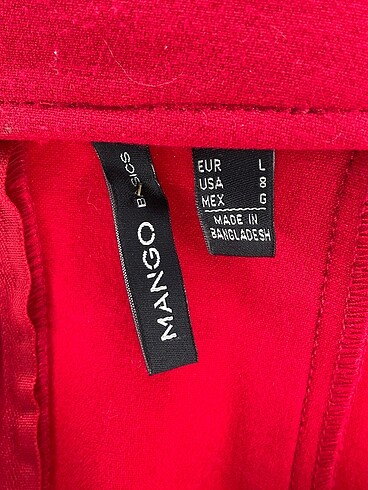 MANGO BASICS
EUR L
USA 8
MEX G
MADE IN
BANGLADESH